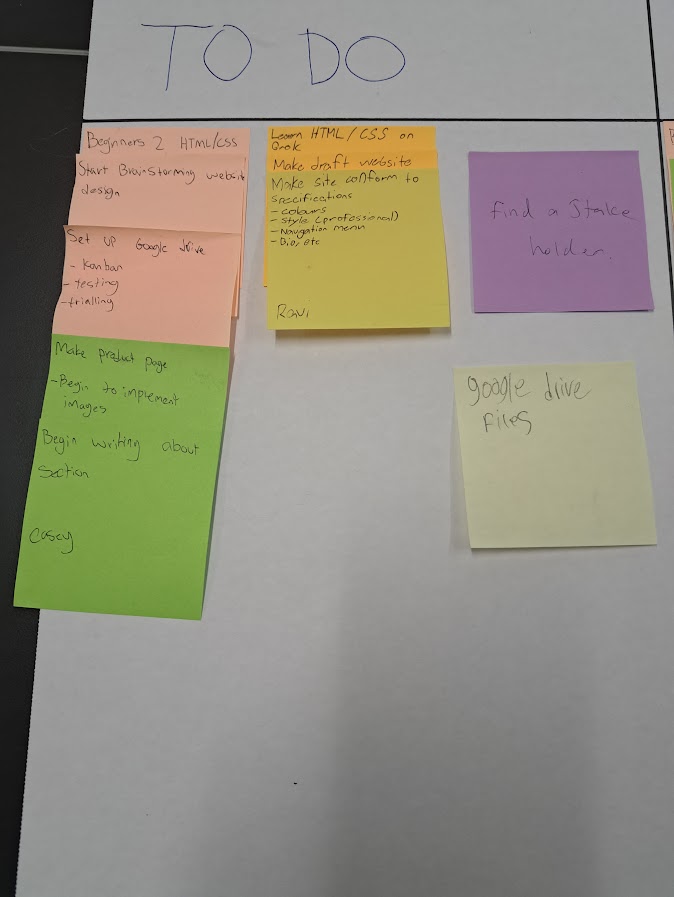 TO DO
Beginners 2 HTML/CSS
Start Brainstorming website
design
Set up Google drive
- Kanban
- testing
- trialling
Make product page
- Begin to implement
images
Begin writing about
section
Casey
Learn HTML/CSS on
Grok
Make draft website
Make site conform to
specifications
- colours
- Style (professional)
- Navigation menu
- Bio, etc
Ravi
find a Stake
holder.
google drive
files